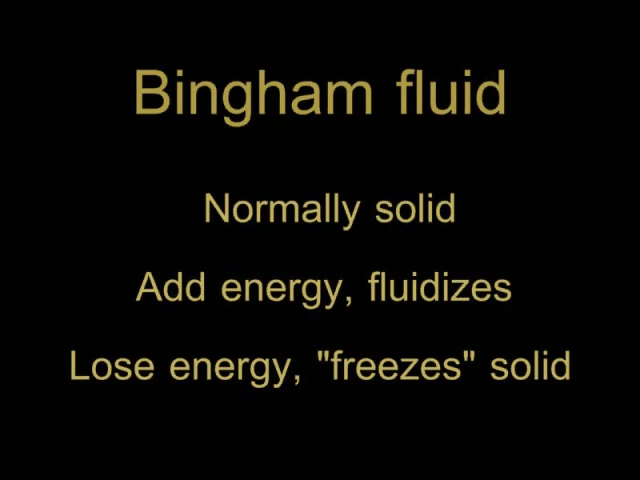 Bingham fluid
Normally solid
Add energy, fluidizes
Lose energy, "freezes" solid